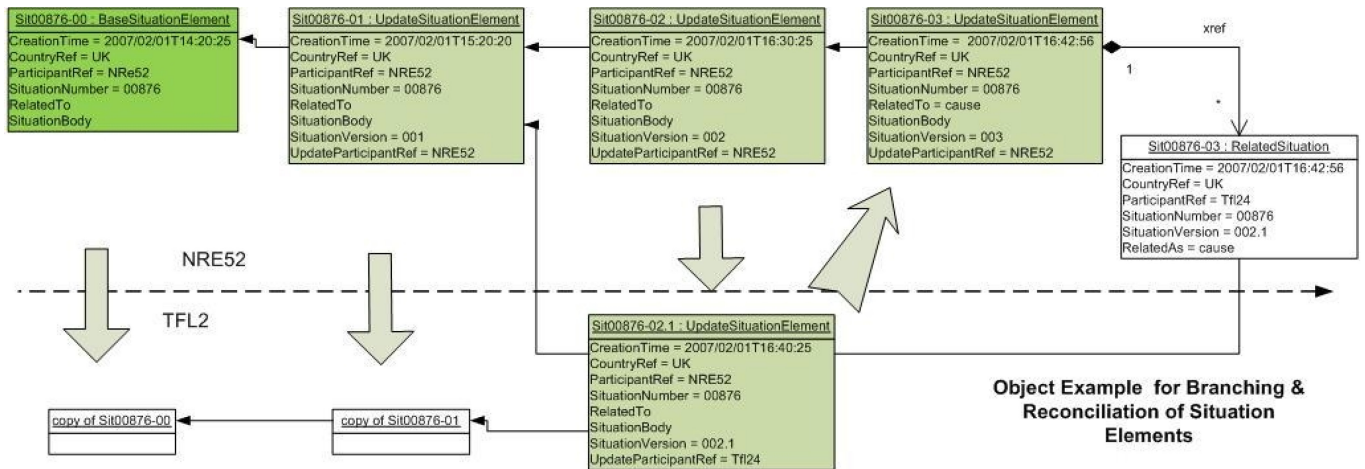 Sit00876-00 : BaseSituationElement
CreationTime = 2007/02/01T14:20:25
CountryRef = UK
ParticipantRef = NRe52
SituationNumber = 00876
RelatedTo
SituationBody
Sit00876-01 : UpdateSituationElement
CreationTime = 2007/02/01T15:20:20
CountryRef = UK
ParticipantRef = NRE52
SituationNumber = 00876
RelatedTo
SituationBody
SituationVersion = 001
UpdateParticipantRef = NRE52
Sit00876-02 : UpdateSituationElement
CreationTime = 2007/02/01T16:30:25
CountryRef = UK
ParticipantRef = NRE52
SituationNumber = 00876
RelatedTo
SituationBody
SituationVersion = 002
UpdateParticipantRef = NRE52
Sit00876-03 : UpdateSituationElement
CreationTime = 2007/02/01T16:42:56
CountryRef = UK
ParticipantRef = NRE52
SituationNumber = 00876
RelatedTo = cause
SituationBody
SituationVersion = 003
UpdateParticipantRef = NRE52
xref
1
*
Sit00876-03 : RelatedSituation
CreationTime = 2007/02/01T16:42:56
CountryRef = UK
ParticipantRef = Tfl24
SituationNumber = 00876
SituationVersion = 002.1
RelatedAs = cause
NRE52
TFL2
Sit00876-02.1 : UpdateSituationElement
CreationTime = 2007/02/01T16:40:25
CountryRef = UK
ParticipantRef = NRE52
SituationNumber = 00876
RelatedTo
SituationBody
SituationVersion = 002.1
UpdateParticipantRef = Tfl24
copy of Sit00876-00
copy of Sit00876-01
Object Example for Branching &
Reconciliation of Situation
Elements